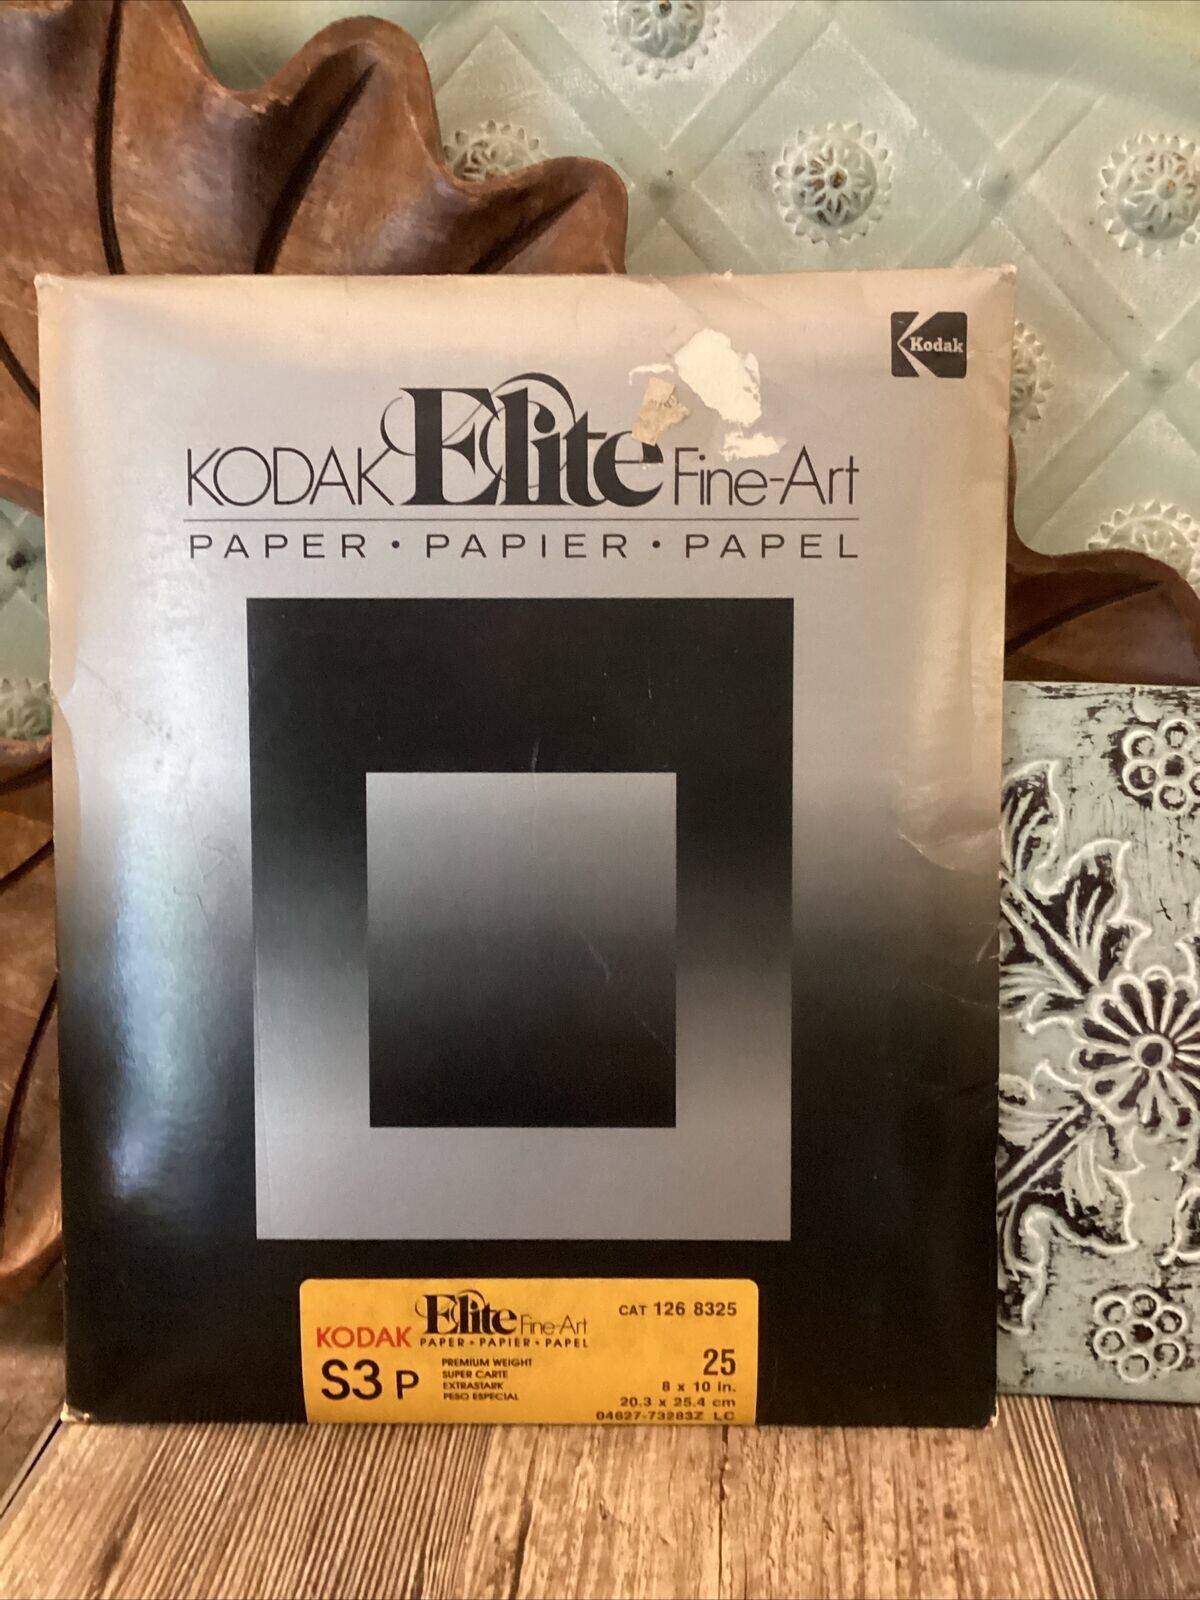 Kodak
KODAK Elite Fine-Art
PAPER • PAPIER • PAPEL
KODAK Elite Fine-Art
PAPER • PAPIER • PAPEL
CAT 126 8325
S3 P
PREMIUM WEIGHT
SUPER CARTE
EXTRASTARK
PESO ESPECIAL
25
8 x 10 in.
20.3 x 25.4 cm
04627-73283Z LC